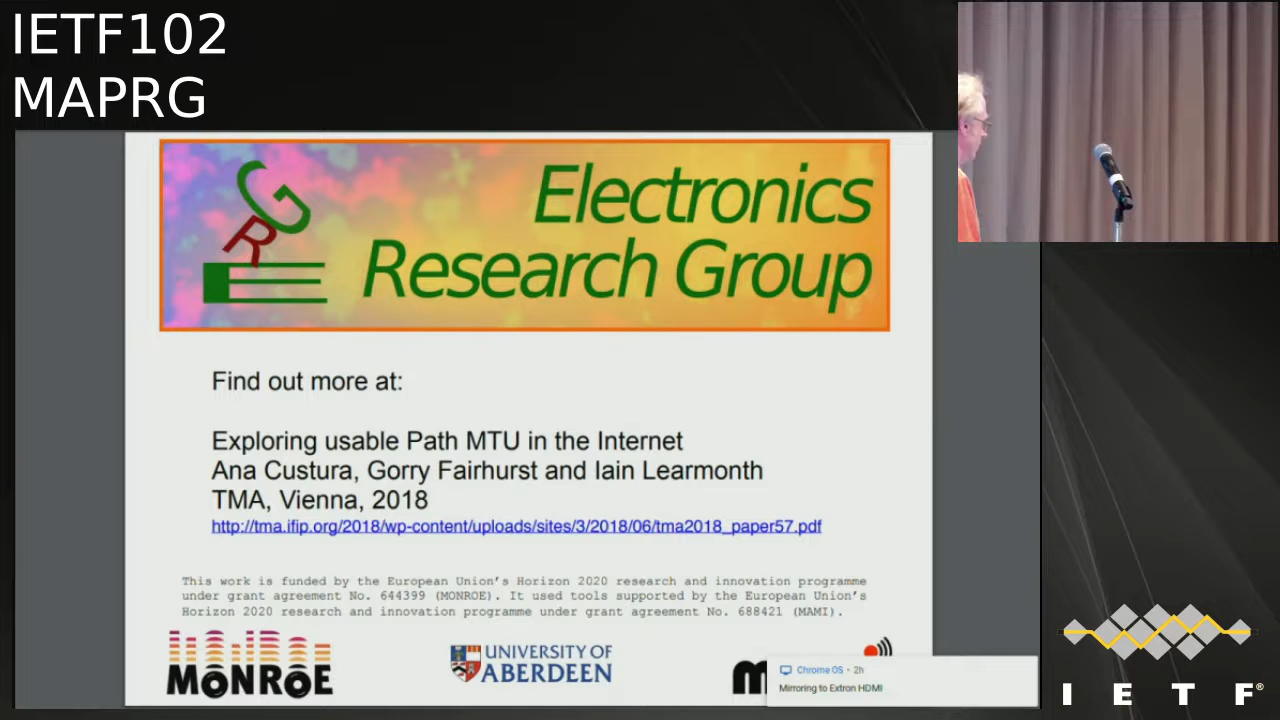 IETF102
MAPRG
GR
Electronics
Research Group
Find out more at:
Exploring usable Path MTU in the Internet
Ana Custura, Gorry Fairhurst and Iain Learmonth
TMA, Vienna, 2018
http://tma.ifip.org/2018/wp-content/uploads/sites/3/2018/06/tma2018_paper57.pdf
This work is funded by the European Union's Horizon 2020 research and innovation programme
under grant agreement No. 644399 (MONROE). It used tools supported by the European Union's
Horizon 2020 research and innovation programme under grant agreement No. 688421 (MAMI).
MONROE
UNIVERSITY OF
ABERDEEN
m
Chrome OS • 2h
Mirroring to Extron HDMI
I E T F®